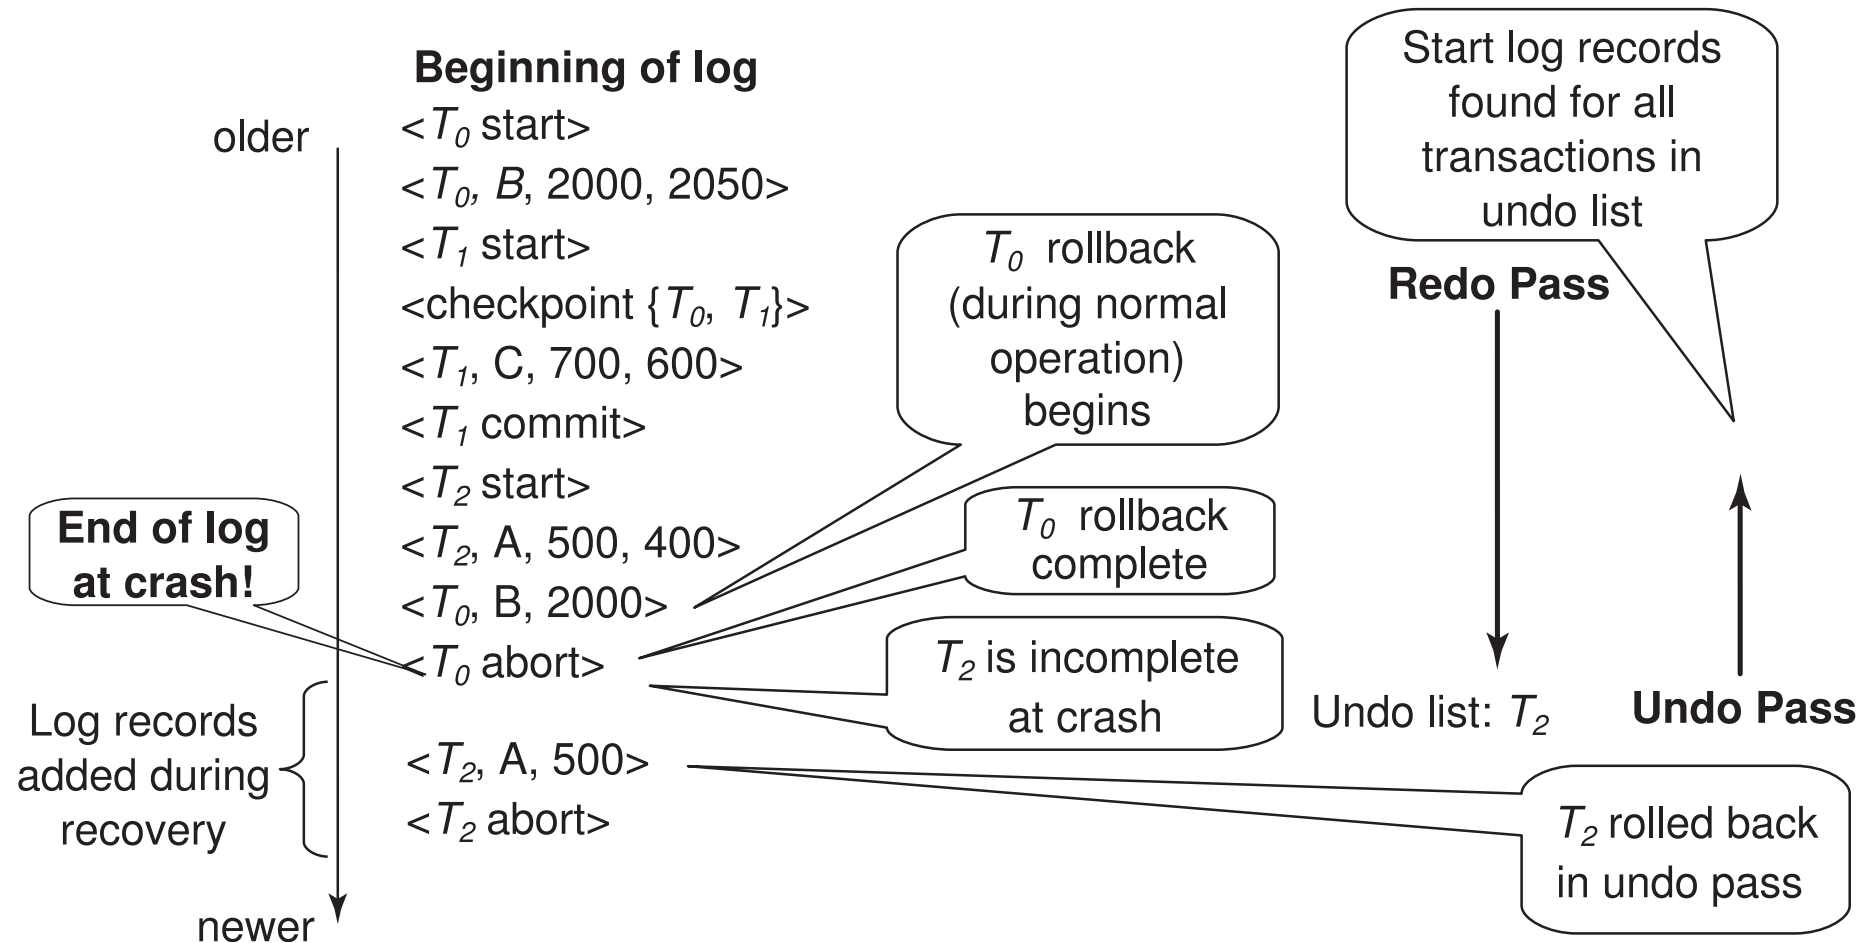 Beginning of log
older
<T₀ start>
<T₀, B, 2000, 2050>
<T₁ start>
<checkpoint {T₀, T₁}>
<T₁, C, 700, 600>
<T₁ commit>
<T₂ start>
<T₂, A, 500, 400>
<T₀, B, 2000>
<T₀ abort>
<T₂, A, 500>
<T₂ abort>
newer
End of log
at crash!
Log records
added during
recovery
T₀ rollback
(during normal
operation)
begins
T₀ rollback
complete
T₂ is incomplete
at crash
Start log records
found for all
transactions in
undo list
Redo Pass
Undo list: T₂
Undo Pass
T₂ rolled back
in undo pass